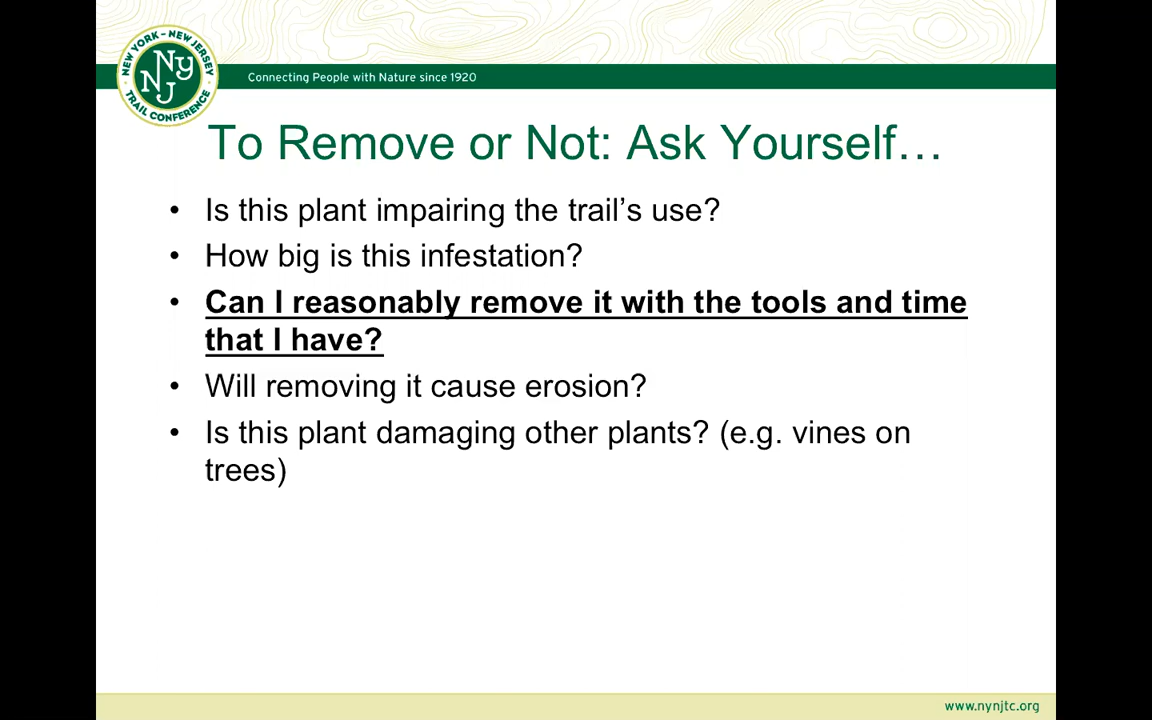 NEW YORK - NEW JERSEY
NY
NJ
TRAIL CONFERENCE
Connecting People with Nature since 1920
To Remove or Not: Ask Yourself…
• Is this plant impairing the trail’s use?
• How big is this infestation?
• Can I reasonably remove it with the tools and time
that I have?
• Will removing it cause erosion?
• Is this plant damaging other plants? (e.g. vines on
trees)
www.nynjtc.org